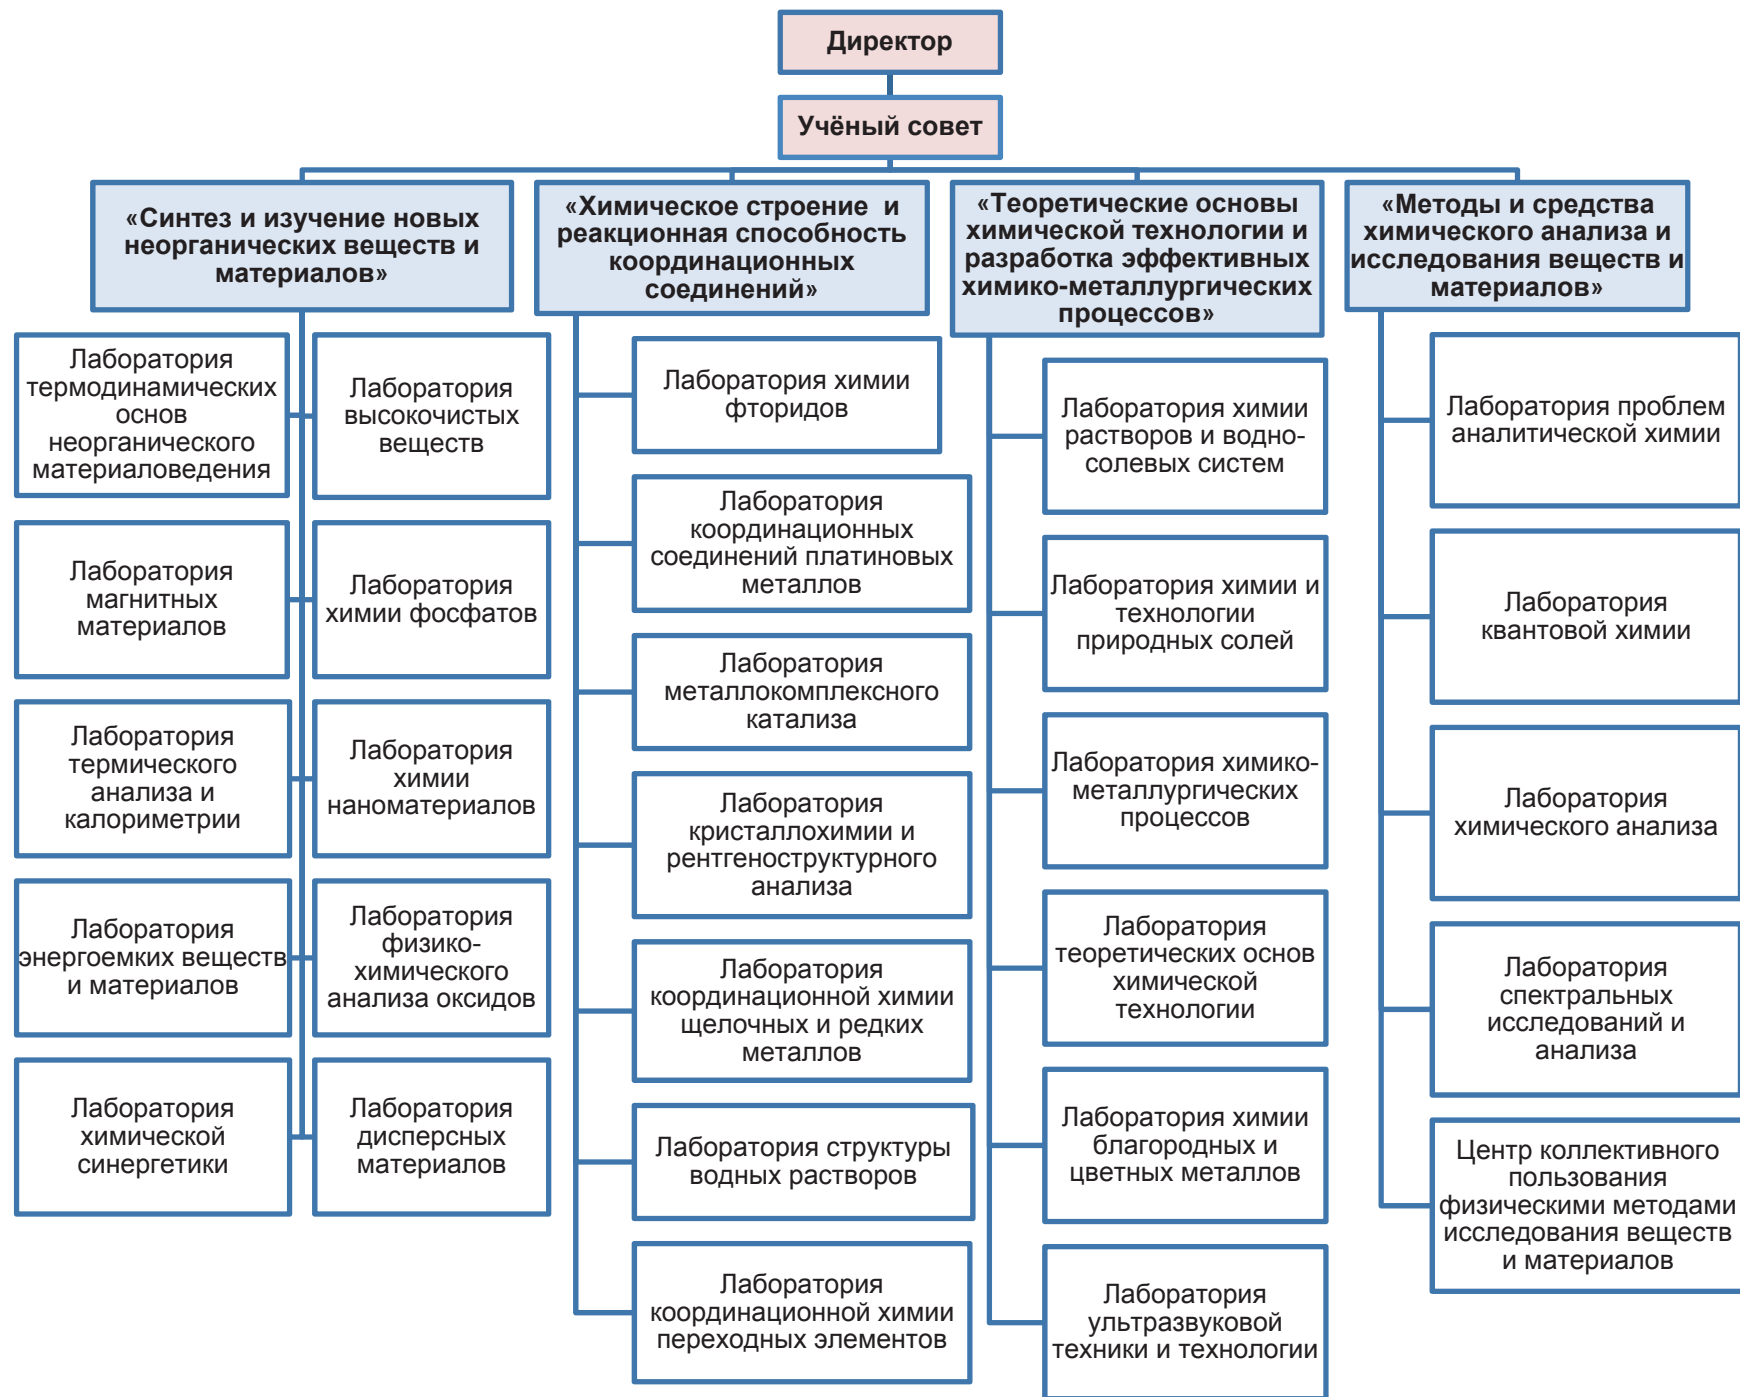 Директор
Учёный совет
«Синтез и изучение новых
неорганических веществ и
материалов»
Лаборатория
термодинамических
основ
неорганического
материаловедения
Лаборатория
высокочистых
веществ
Лаборатория
магнитных
материалов
Лаборатория
химии фосфатов
Лаборатория
термического
анализа и
калориметрии
Лаборатория
химии
наноматериалов
Лаборатория
энергоемких веществ
и материалов
Лаборатория
физико-
химического
анализа оксидов
Лаборатория
химической
синергетики
Лаборатория
дисперсных
материалов
«Химическое строение и
реакционная способность
координационных
соединений»
Лаборатория химии
фторидов
Лаборатория
координационных
соединений платиновых
металлов
Лаборатория
металлокомплексного
катализа
Лаборатория
кристаллохимии и
рентгеноструктурного
анализа
Лаборатория
координационной химии
щелочных и редких
металлов
Лаборатория структуры
водных растворов
Лаборатория
координационной химии
переходных элементов
«Теоретические основы
химической технологии и
разработка эффективных
химико-металлургических
процессов»
Лаборатория химии
растворов и водно-
солевых систем
Лаборатория химии и
технологии
природных солей
Лаборатория химико-
металлургических
процессов
Лаборатория
теоретических основ
химической
технологии
Лаборатория химии
благородных и
цветных металлов
Лаборатория
ультразвуковой
техники и технологии
«Методы и средства
химического анализа и
исследования веществ и
материалов»
Лаборатория проблем
аналитической химии
Лаборатория
квантовой химии
Лаборатория
химического анализа
Лаборатория
спектральных
исследований и
анализа
Центр коллективного
пользования
физическими методами
исследования веществ
и материалов